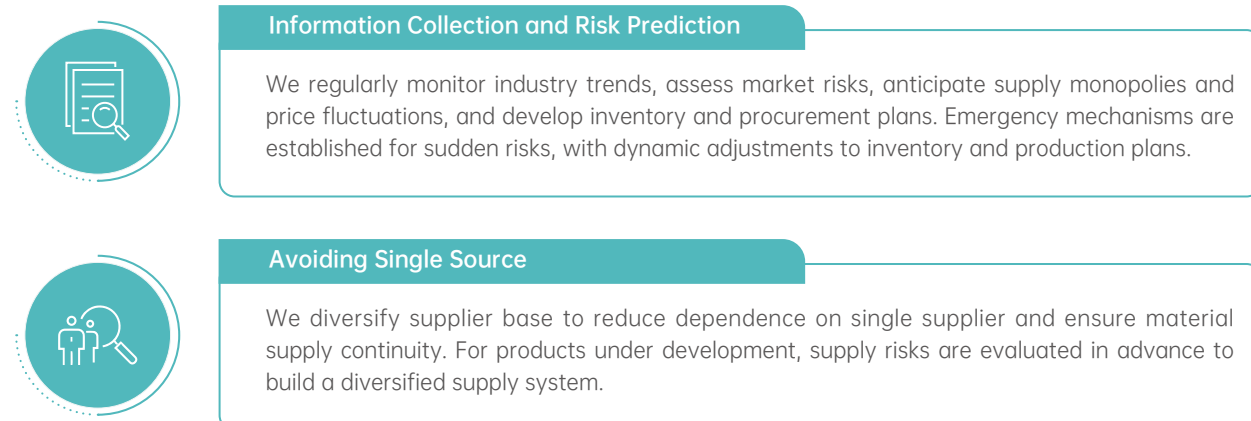 Information Collection and Risk Prediction
We regularly monitor industry trends, assess market risks, anticipate supply monopolies and
price fluctuations, and develop inventory and procurement plans. Emergency mechanisms are
established for sudden risks, with dynamic adjustments to inventory and production plans.
Avoiding Single Source
We diversify supplier base to reduce dependence on single supplier and ensure material
supply continuity. For products under development, supply risks are evaluated in advance to
build a diversified supply system.